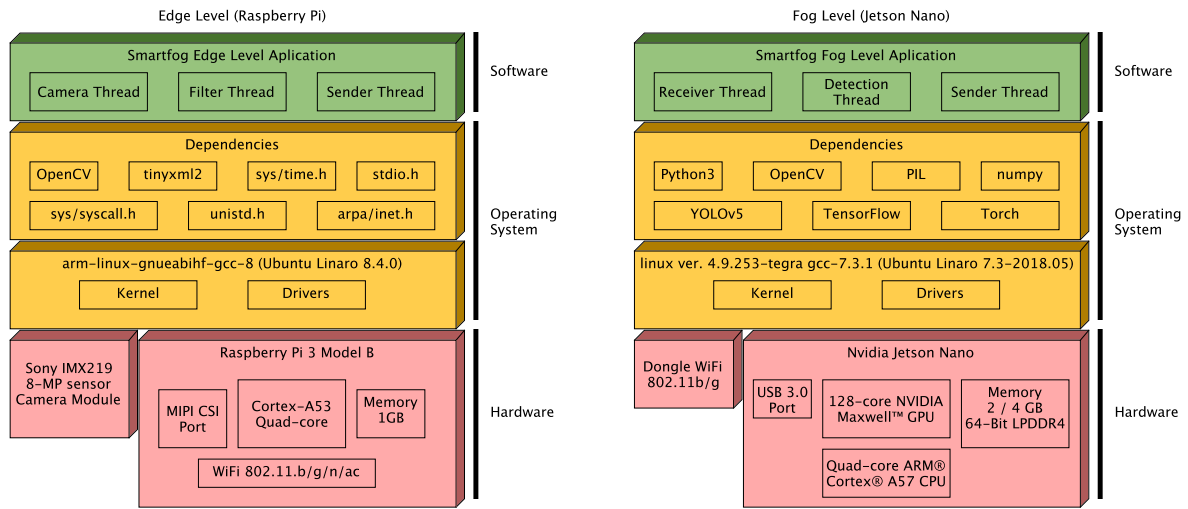 Edge Level (Raspberry Pi)
Smartfog Edge Level Aplication
Camera Thread
Filter Thread
Sender Thread
Software
Dependencies
OpenCV
tinyxml2
sys/time.h
stdio.h
sys/syscall.h
unistd.h
arpa/inet.h
Operating
System
arm-linux-gnueabihf-gcc-8 (Ubuntu Linaro 8.4.0)
Kernel
Drivers
Sony IMX219
8-MP sensor
Camera Module
Raspberry Pi 3 Model B
MIPI CSI
Port
Cortex-A53
Quad-core
Memory
1GB
WiFi 802.11.b/g/n/ac
Hardware
Fog Level (Jetson Nano)
Smartfog Fog Level Aplication
Receiver Thread
Detection
Thread
Sender Thread
Software
Dependencies
Python3
OpenCV
PIL
numpy
YOLOv5
TensorFlow
Torch
Operating
System
linux ver. 4.9.253-tegra gcc-7.3.1 (Ubuntu Linaro 7.3-2018.05)
Kernel
Drivers
Dongle WiFi
802.11b/g
Nvidia Jetson Nano
USB 3.0
Port
128-core NVIDIA
Maxwell™ GPU
Memory
2 / 4 GB
64-Bit LPDDR4
Quad-core ARM®
Cortex® A57 CPU
Hardware